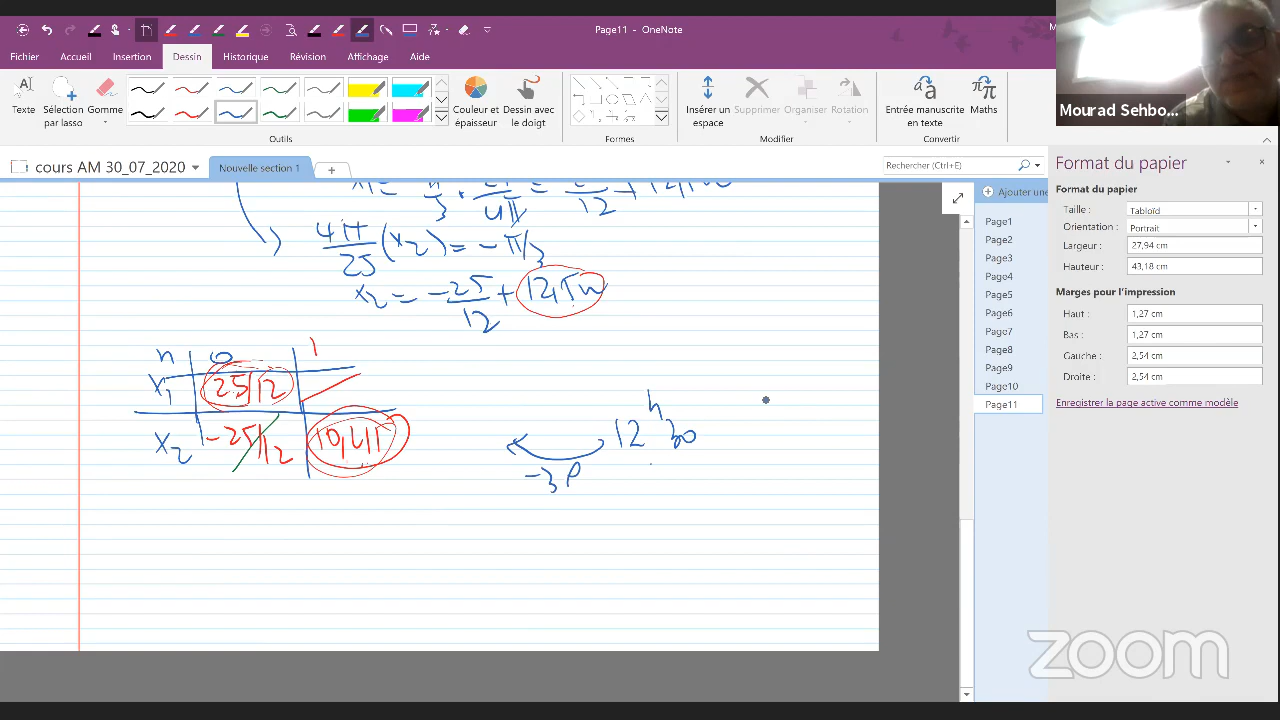 Page11 - OneNote
Fichier Accueil Insertion Dessin Historique Révision Affichage Aide
Texte Sélection par lasso Gomme Couleur et épaisseur Dessin avec le doigt Insérer un espace Supprimer Organiser Rotation Entrée manuscrite en texte Maths
Outils Formes Modifier Convertir
Mourad Sehbo...
cours AM 30_07_2020 Nouvelle section 1
Rechercher (Ctrl+E)
Ajouter une
Page1
Page2
Page3
Page4
Page5
Page6
Page7
Page8
Page9
Page10
Page11
Format du papier
Format du papier
Taille : Tabloïd
Orientation : Portrait
Largeur : 27,94 cm
Hauteur : 43,18 cm
Marges pour l'impression
Haut : 1,27 cm
Bas : 1,27 cm
Gauche : 2,54 cm
Droite : 2,54 cm
Enregistrer la page active comme modèle
4π/25 (x2) = -π/3
x2 = -25/12 + 12,5n
n 0 1
x1 25/12
x2 -25/12 10,415
12 h 30
-3P
zoom